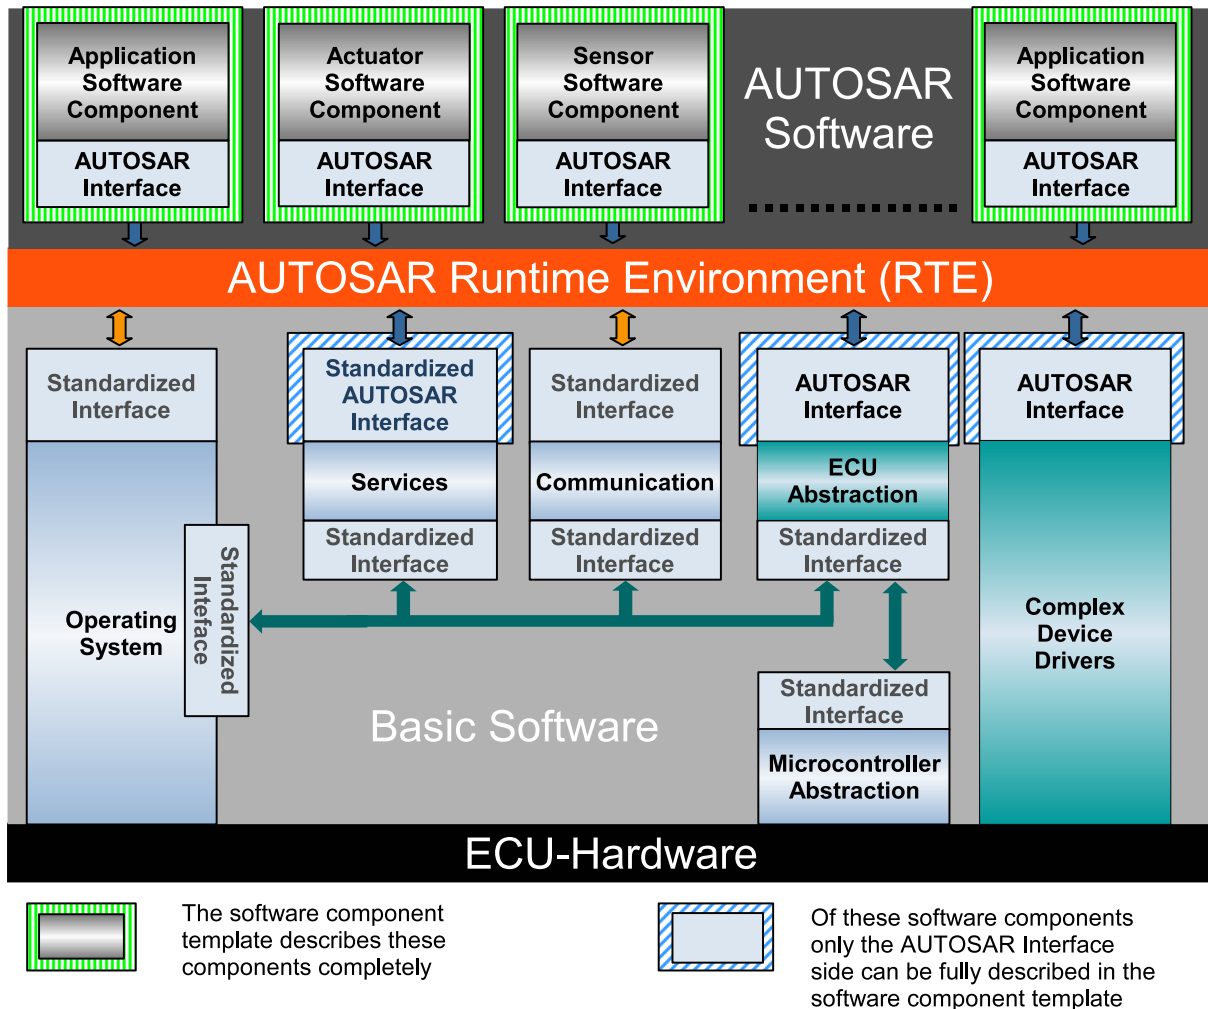 Application
Software
Component
AUTOSAR
Interface
Actuator
Software
Component
AUTOSAR
Interface
Sensor
Software
Component
AUTOSAR
Interface
AUTOSAR
Software
Application
Software
Component
AUTOSAR
Interface
AUTOSAR Runtime Environment (RTE)
Standardized
Interface
Operating
System
Standardized
Inteface
Standardized
AUTOSAR
Interface
Services
Standardized
Interface
Standardized
Interface
Communication
Standardized
Interface
AUTOSAR
Interface
ECU
Abstraction
Standardized
Interface
Standardized
Interface
Microcontroller
Abstraction
AUTOSAR
Interface
Complex
Device
Drivers
Basic Software
ECU-Hardware
The software component
template describes these
components completely
Of these software components
only the AUTOSAR Interface
side can be fully described in the
software component template